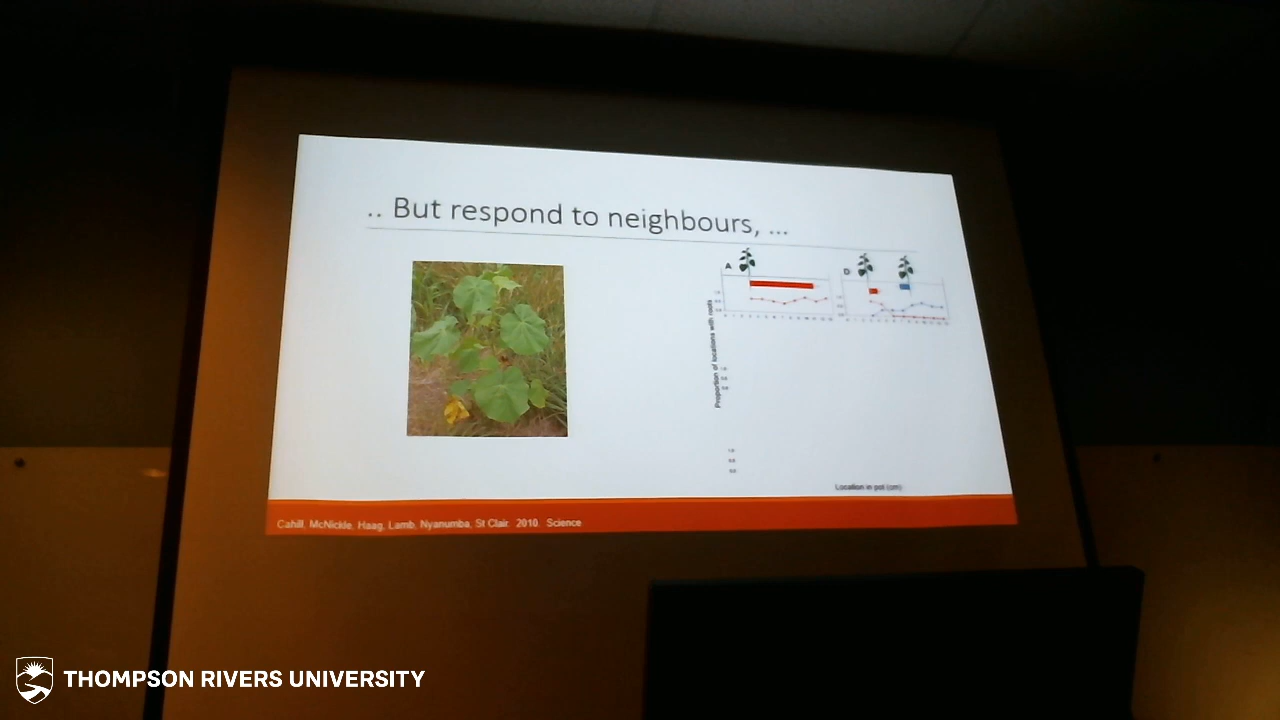 .. But respond to neighbours, ...
A
D
Proportion of locations with roots
Location in pot (cm)
Cahill, McNickle, Haag, Lamb, Nyanumba, St Clair. 2010. Science
THOMPSON RIVERS UNIVERSITY